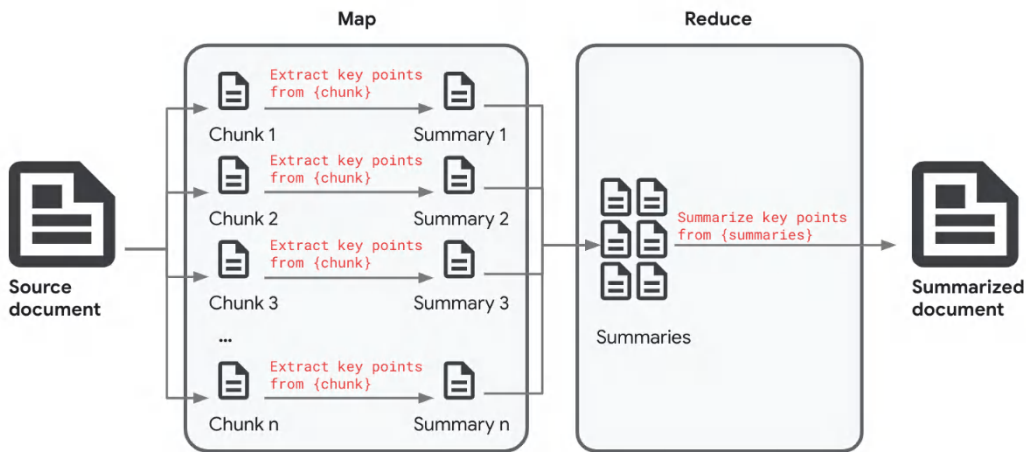 Map
Reduce
Extract key points
from {chunk}
Chunk 1
Summary 1
Extract key points
from {chunk}
Chunk 2
Summary 2
Extract key points
from {chunk}
Chunk 3
Summary 3
...
Extract key points
from {chunk}
Chunk n
Summary n
Source
document
Summarize key points
from {summaries}
Summaries
Summarized
document